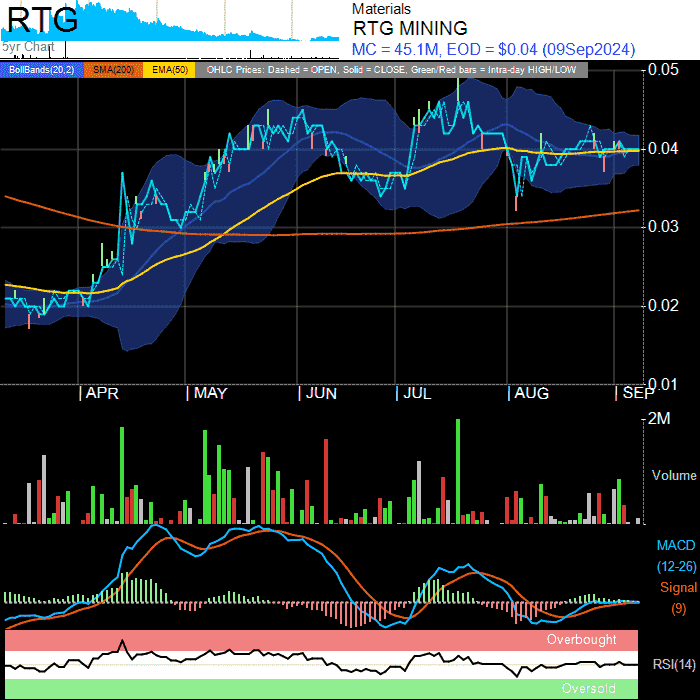 RTG
5yr Chart
Materials
RTG MINING
MC = 45.1M, EOD = $0.04 (09Sep2024)
BollBands(20,2) SMA(200) EMA(50) OHLC Prices: Dashed = OPEN, Solid = CLOSE, Green/Red bars = Intra-day HIGH/LOW
0.05
0.04
0.03
0.02
0.01
| APR | MAY | JUN | JUL | AUG | SEP
2M
Volume
MACD
(12-26)
Signal
(9)
Overbought
RSI(14)
Oversold